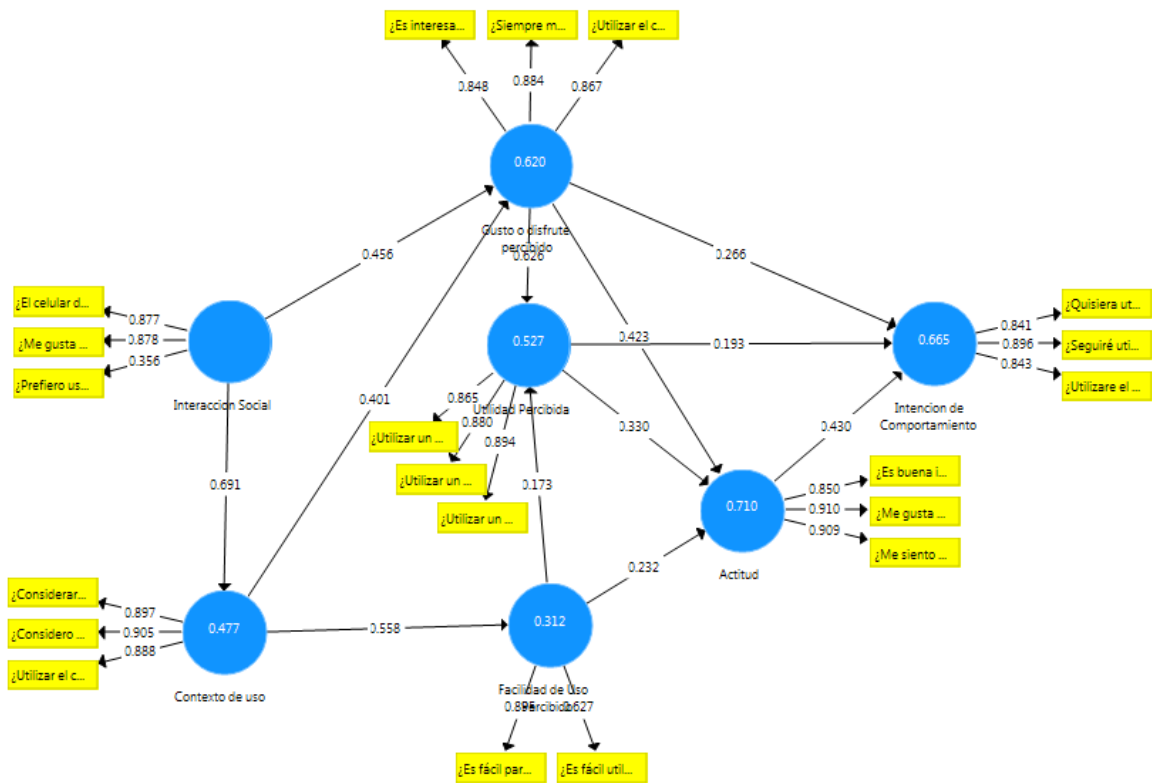 ¿Es interesa...
¿Siempre m...
¿Utilizar el c...
0.848
0.884
0.867
0.620
Gusto o disfrute
percibido
0.456
0.626
0.266
¿El celular d...
¿Me gusta ...
¿Prefiero us...
0.877
0.878
0.356
Interaccion Social
0.527
Utilidad Percibida
0.423
0.193
0.665
Intencion de
Comportamiento
0.841
0.896
0.843
¿Quisiera ut...
¿Seguiré uti...
¿Utilizare el ...
0.401
0.865
0.880
0.894
¿Utilizar un ...
¿Utilizar un ...
¿Utilizar un ...
0.330
0.430
0.691
0.173
0.710
Actitud
0.850
0.910
0.909
¿Es buena i...
¿Me gusta ...
¿Me siento ...
0.232
¿Considerar...
¿Considero ...
¿Utilizar el c...
0.897
0.905
0.888
0.477
Contexto de uso
0.558
0.312
Facilidad de Uso
Percibido
¿Es fácil par...
¿Es fácil util...